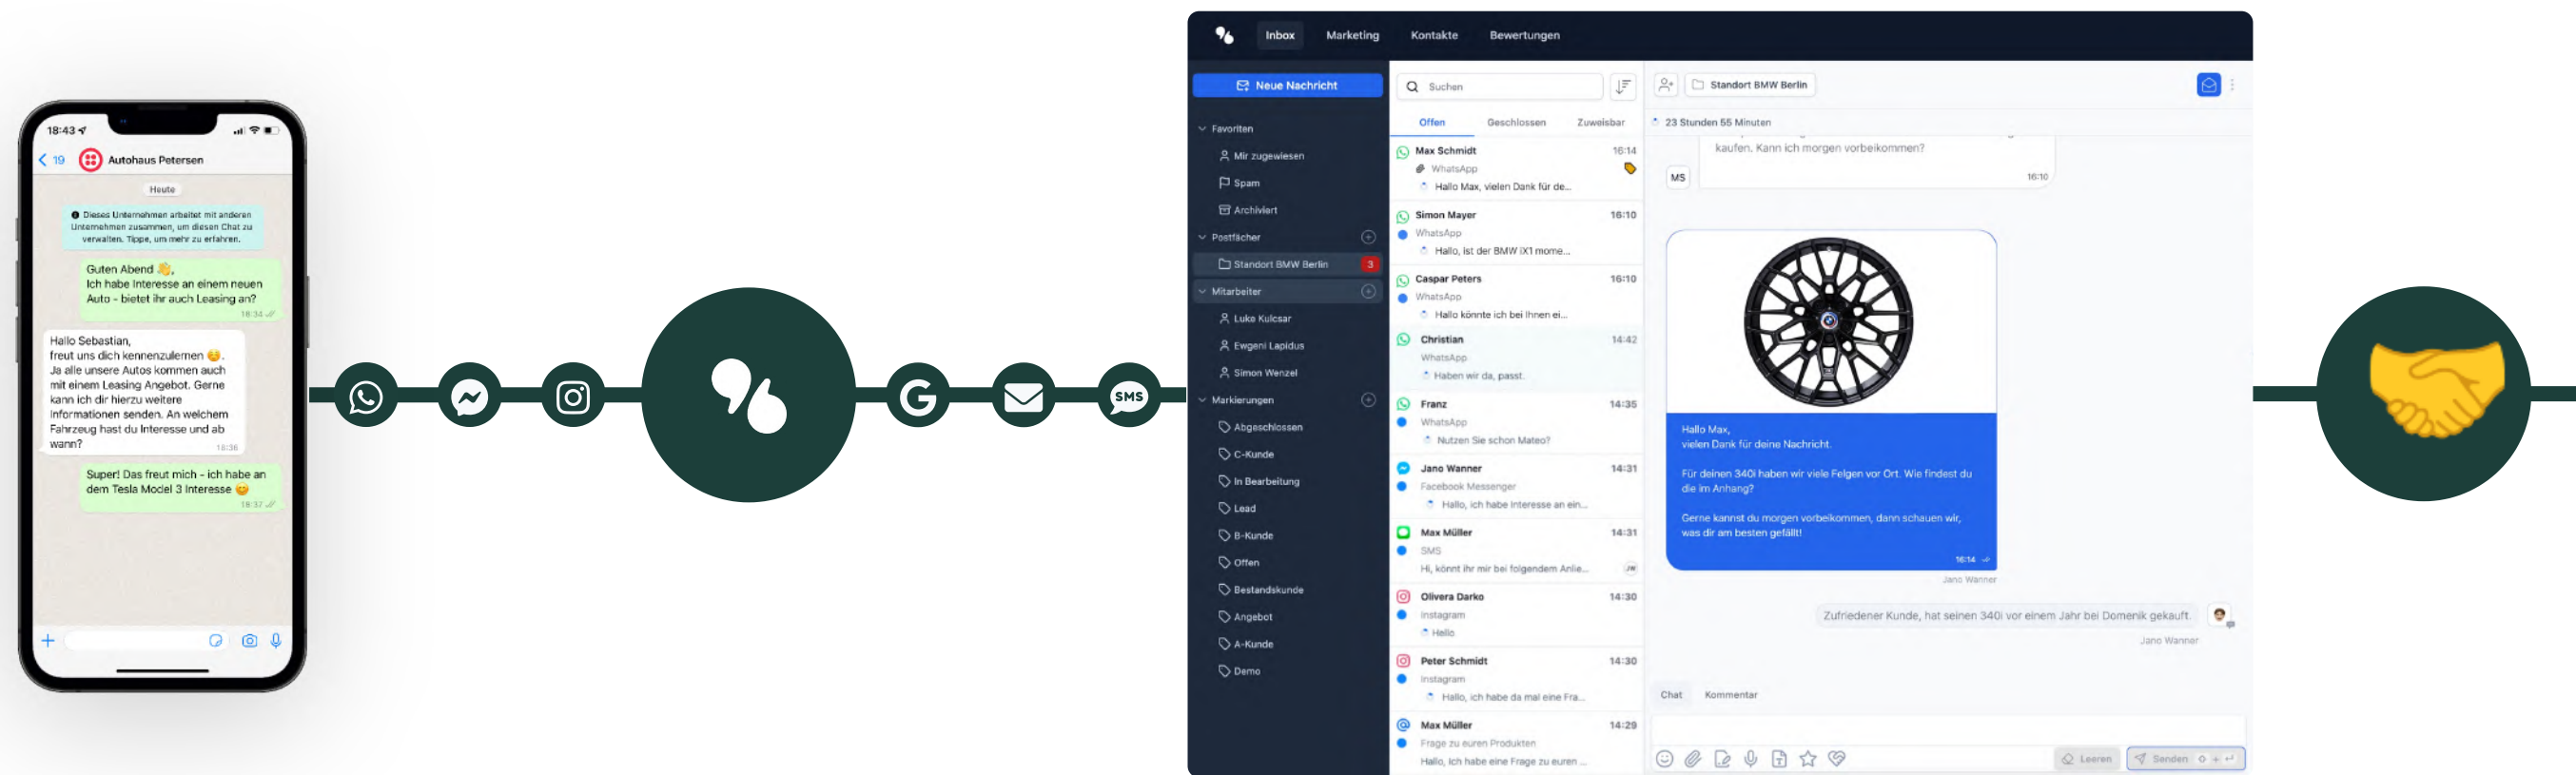 18:43
19
Autohaus Petersen
Heute
Dieses Unternehmen arbeitet mit anderen
Unternehmen zusammen, um diesen Chat zu
verwalten. Tippe, um mehr zu erfahren.
Guten Abend 👋,
Ich habe Interesse an einem neuen
Auto - bietet ihr auch Leasing an?
18:34
Hallo Sebastian,
freut uns dich kennenzulernen ☺️.
Ja alle unsere Autos kommen auch
mit einem Leasing Angebot. Gerne
kann ich dir hierzu weitere
Informationen senden. An welchem
Fahrzeug hast du Interesse und ab
wann?
18:36
Super! Das freut mich - ich habe an
dem Tesla Model 3 Interesse 😊
18:37
G
SMS
Inbox
Marketing
Kontakte
Bewertungen
Neue Nachricht
Favoriten
Mir zugewiesen
Spam
Archiviert
Postfächer
Standort BMW Berlin
3
Mitarbeiter
Luke Kulcsar
Ewgeni Lapidus
Simon Wenzel
Markierungen
Abgeschlossen
C-Kunde
In Bearbeitung
Lead
B-Kunde
Offen
Bestandskunde
Angebot
A-Kunde
Demo
Suchen
Offen
Geschlossen
Zuweisbar
Max Schmidt 16:14
WhatsApp
Hallo Max, vielen Dank für de...
Simon Mayer 16:10
WhatsApp
Hallo, ist der BMW iX1 mome...
Caspar Peters 16:10
WhatsApp
Hallo könnte ich bei Ihnen ei...
Christian 14:42
WhatsApp
Haben wir da, passt.
Franz 14:35
WhatsApp
Nutzen Sie schon Mateo?
Jano Wanner 14:31
Facebook Messenger
Hallo, ich habe Interesse an ein...
Max Müller 14:31
SMS
Hi, könnt ihr mir bei folgendem Anlie...
JW
Olivera Darko 14:30
Instagram
Hello
Peter Schmidt 14:30
Instagram
Hallo, ich habe da mal eine Fra...
Max Müller 14:29
Frage zu euren Produkten
Hallo, Ich habe eine Frage zu euren ...
Standort BMW Berlin
23 Stunden 55 Minuten
kaufen. Kann ich morgen vorbeikommen?
16:10
MS
Hallo Max,
vielen Dank für deine Nachricht.
Für deinen 340i haben wir viele Felgen vor Ort. Wie findest du
die im Anhang?
Gerne kannst du morgen vorbeikommen, dann schauen wir,
was dir am besten gefällt!
16:14
Jano Wanner
Zufriedener Kunde, hat seinen 340i vor einem Jahr bei Domenik gekauft.
Jano Wanner
Chat
Kommentar
Leeren
Senden